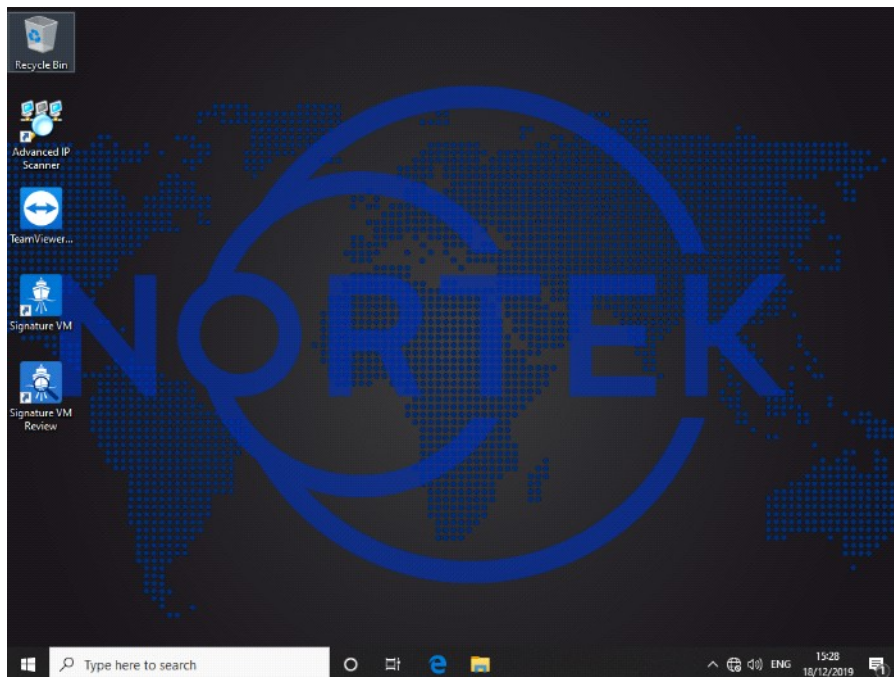 Recycle Bin
Advanced IP
Scanner
TeamViewer...
Signature VM
Signature VM
Review
NORTEK
Type here to search
ENG
15:28
18/12/2019
1